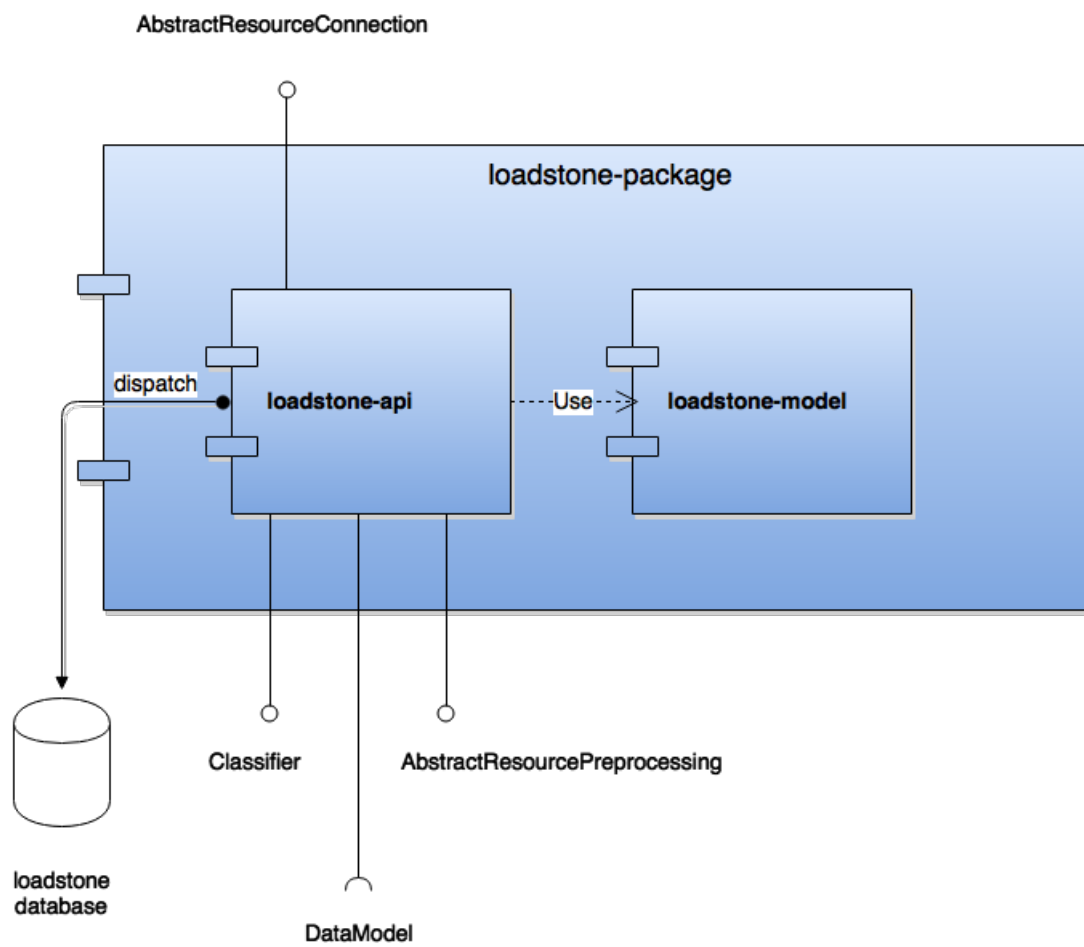 AbstractResourceConnection
loadstone-package
dispatch
loadstone-api
Use
loadstone-model
Classifier
AbstractResourcePreprocessing
loadstone
database
DataModel